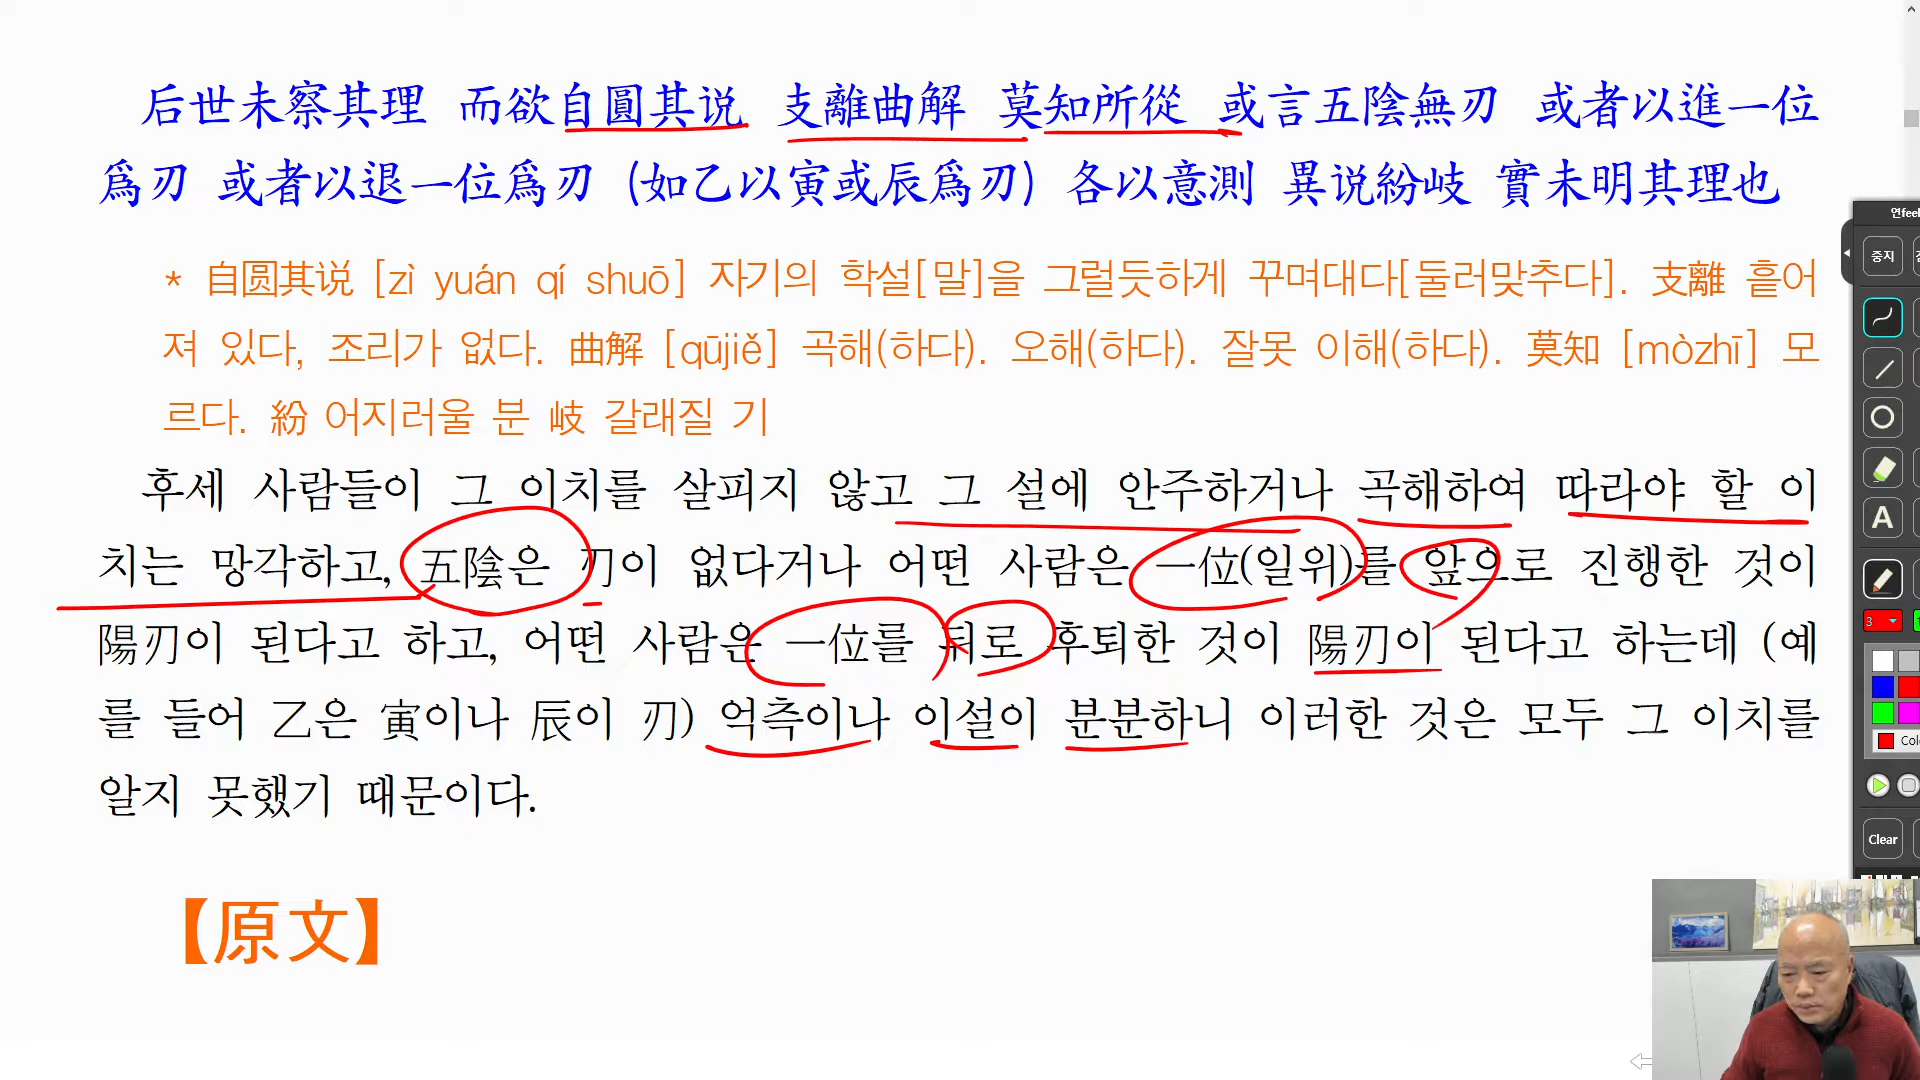 后世未察其理 而欲自圓其说 支離曲解 莫知所從 或言五陰無刃 或者以進一位
爲刃 或者以退一位爲刃 (如乙以寅或辰爲刃) 各以意測 異说紛岐 實未明其理也
* 自圆其说 [zì yuán qí shuō] 자기의 학설[말]을 그럴듯하게 꾸며대다[둘러맞추다]. 支離 흩어
져 있다, 조리가 없다. 曲解 [qūjiě] 곡해(하다). 오해(하다). 잘못 이해(하다). 莫知 [mòzhī] 모
르다. 紛 어지러울 분 岐 갈래질 기
후세 사람들이 그 이치를 살피지 않고 그 설에 안주하거나 곡해하여 따라야 할 이
치는 망각하고, 五陰은 刃이 없다거나 어떤 사람은 一位(일위)를 앞으로 진행한 것이
陽刃이 된다고 하고, 어떤 사람은 一位를 뒤로 후퇴한 것이 陽刃이 된다고 하는데 (예
를 들어 乙은 寅이나 辰이 刃) 억측이나 이설이 분분하니 이러한 것은 모두 그 이치를
알지 못했기 때문이다.
【原文】
연feel
중지
A
3
Clear